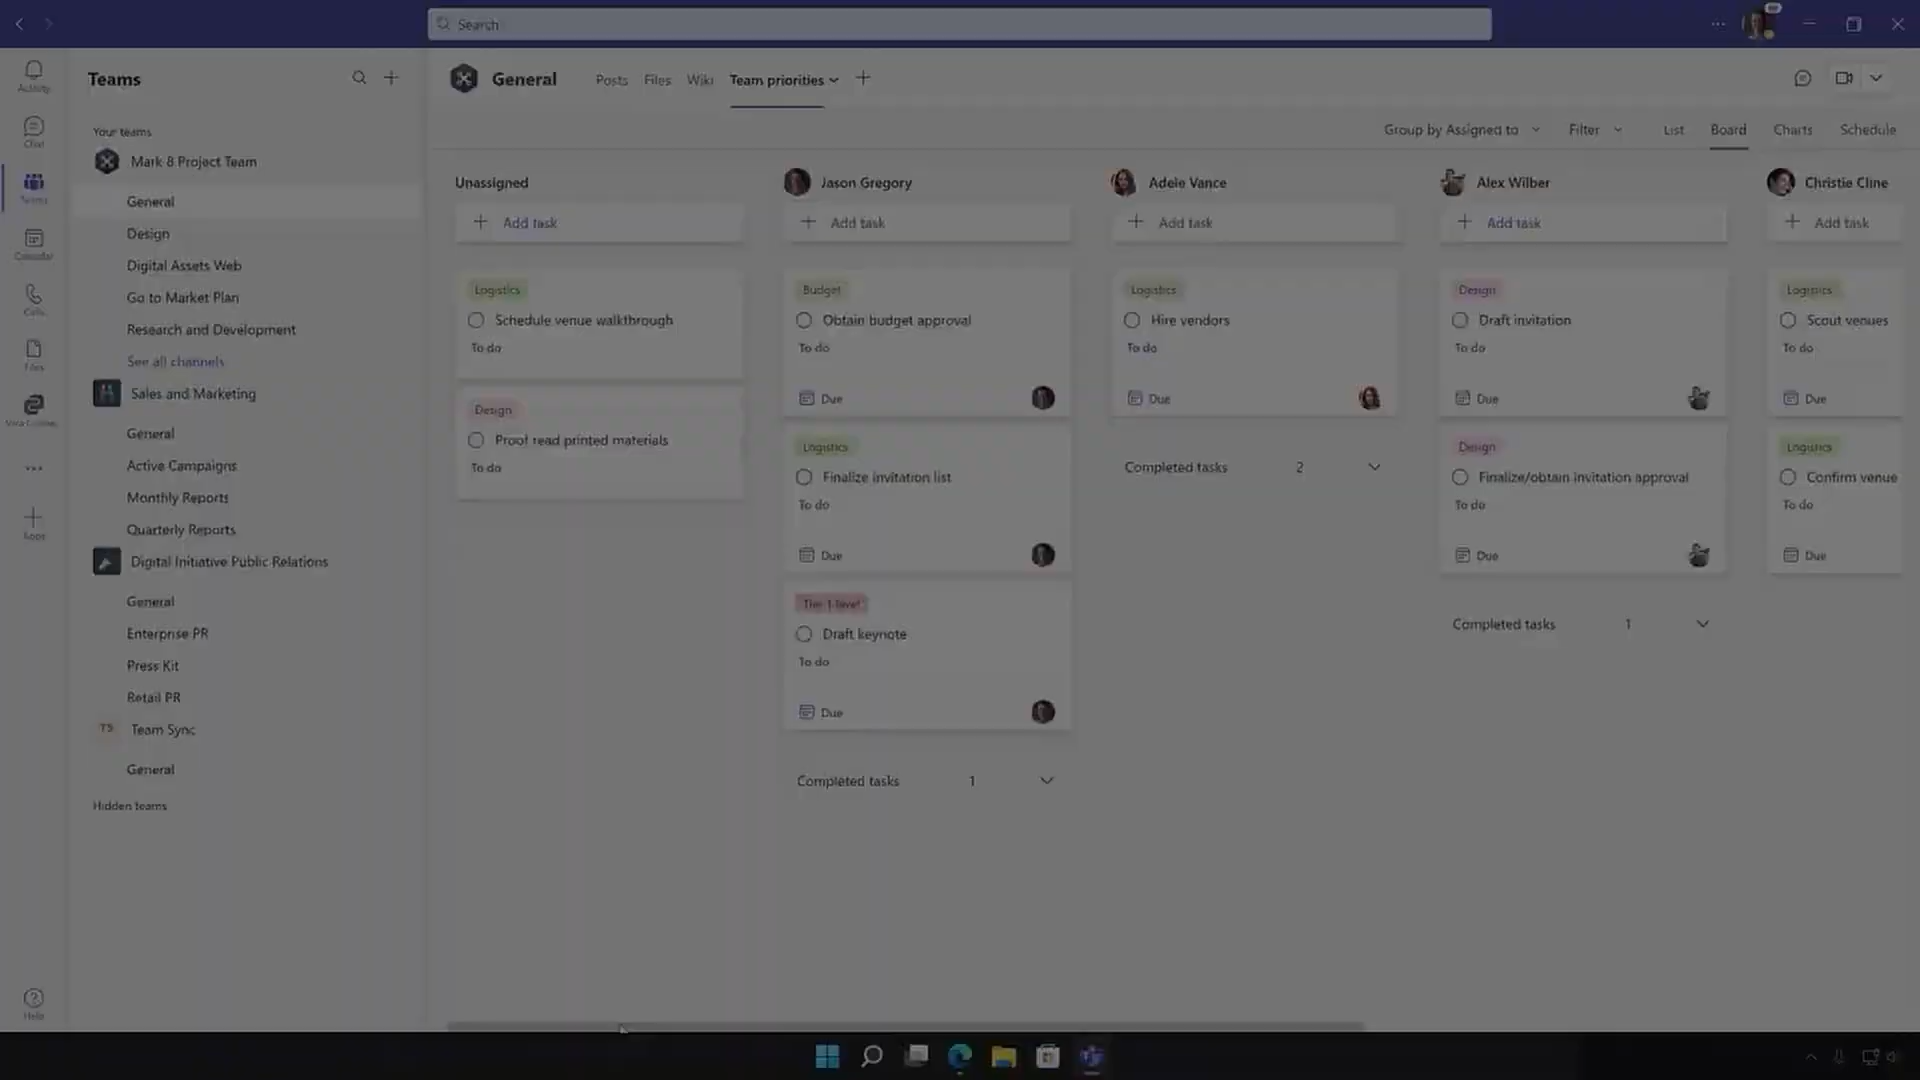 Search
Activity
Chat
Teams
Calendar
Calls
Files
Apps
Help
Teams
Your teams
Mark 8 Project Team
General
Design
Digital Assets Web
Go to Market Plan
Research and Development
See all channels
Sales and Marketing
General
Active Campaigns
Monthly Reports
Quarterly Reports
Digital Initiative Public Relations
General
Enterprise PR
Press Kit
Retail PR
TS Team Sync
General
Hidden teams
General Posts Files Wiki Team priorities
Group by Assigned to Filter List Board Charts Schedule
Unassigned
Add task
Logistics
Schedule venue walkthrough
To do
Design
Proof read printed materials
To do
Jason Gregory
Add task
Budget
Obtain budget approval
To do
Due
Logistics
Finalize invitation list
To do
Due
Draft keynote
To do
Due
Completed tasks 1
Adele Vance
Add task
Logistics
Hire vendors
To do
Due
Completed tasks 2
Alex Wilber
Add task
Design
Draft invitation
To do
Due
Design
Finalize/obtain invitation approval
To do
Due
Completed tasks 1
Christie Cline
Add task
Logistics
Scout venues
To do
Due
Logistics
Confirm venue
To do
Due